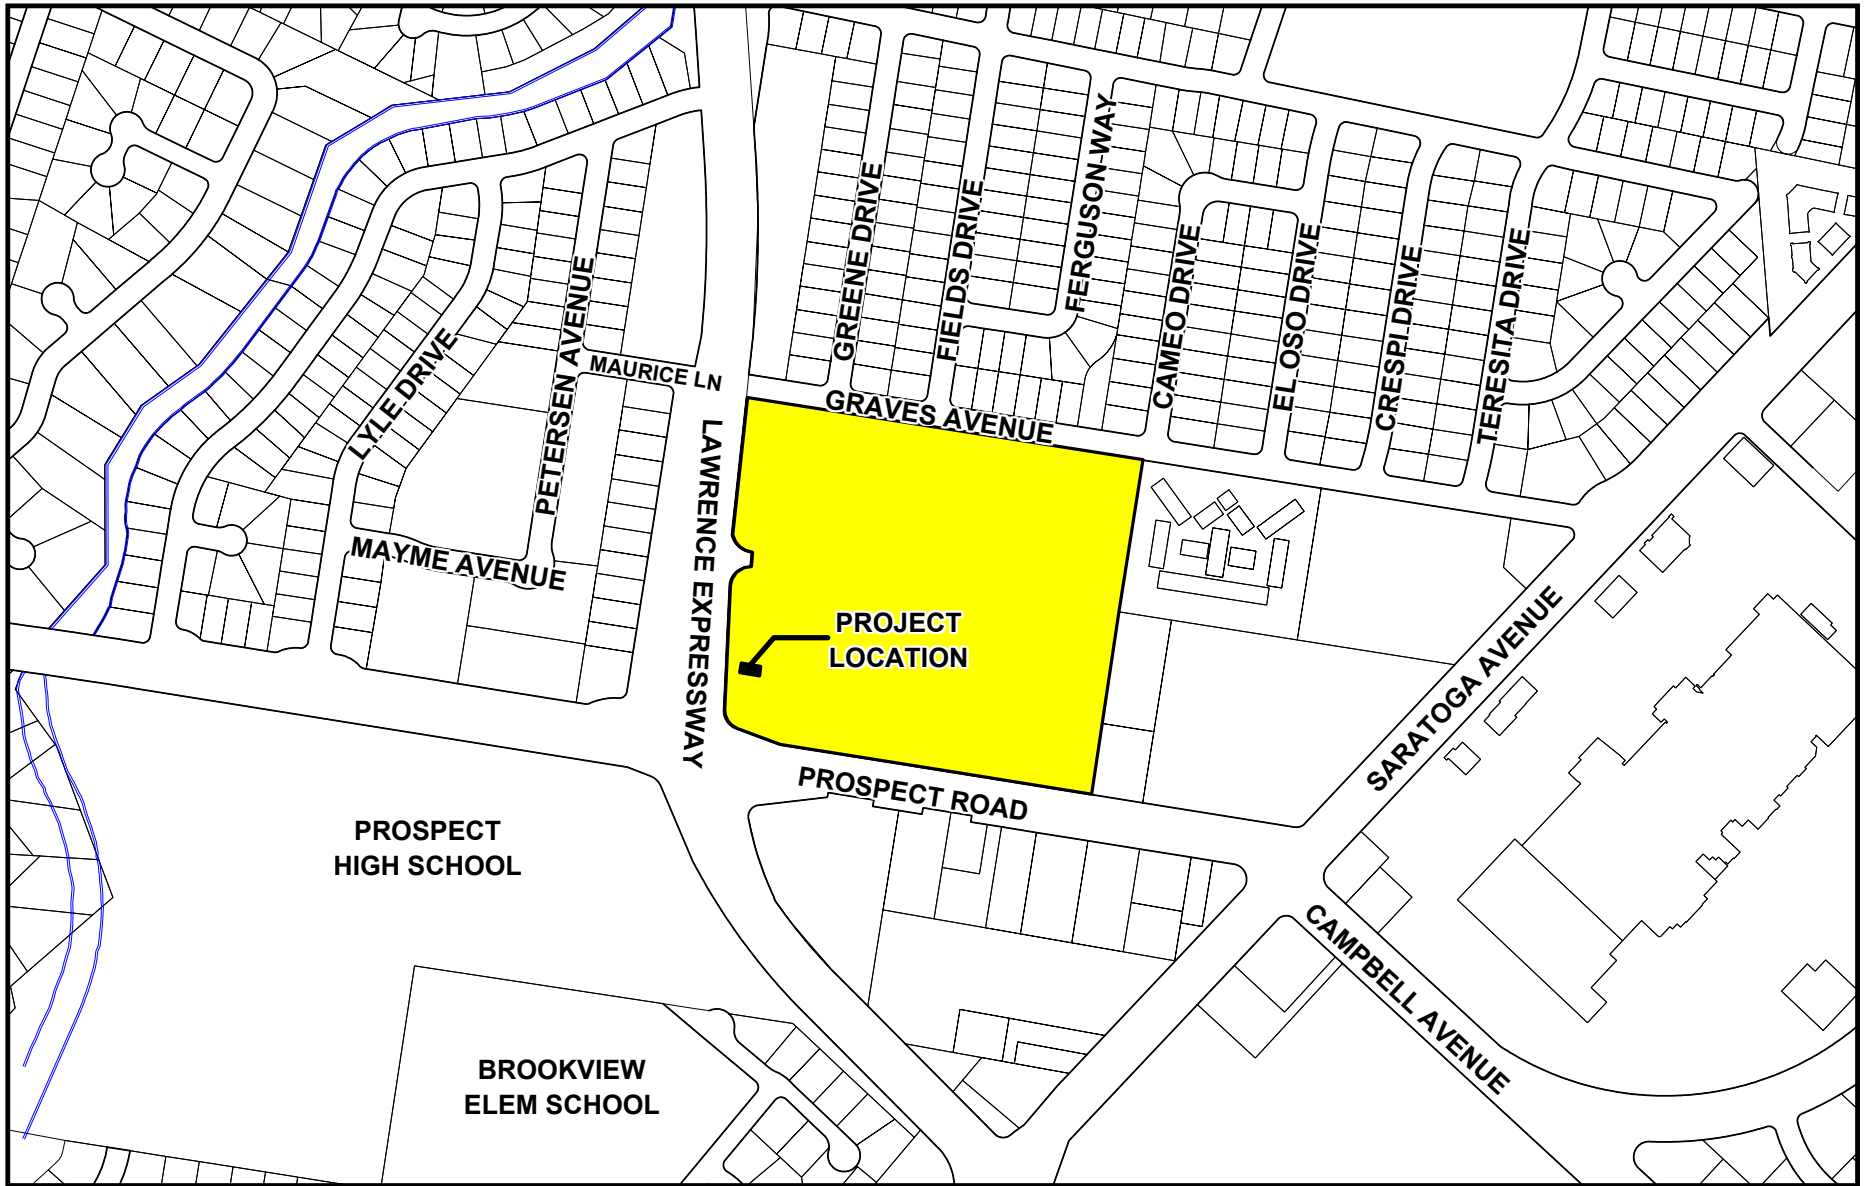 FERGUSON WAY
GREENE DRIVE
FIELDS DRIVE
CAMEO DRIVE
EL OSO DRIVE
CRESPI DRIVE
TERESITA DRIVE
PETERSEN AVENUE
LYLE DRIVE
MAURICE LN
GRAVES AVENUE
LAWRENCE EXPRESSWAY
MAYME AVENUE
PROJECT
LOCATION
SARATOGA AVENUE
PROSPECT ROAD
PROSPECT
HIGH SCHOOL
CAMPBELL AVENUE
BROOKVIEW
ELEM SCHOOL